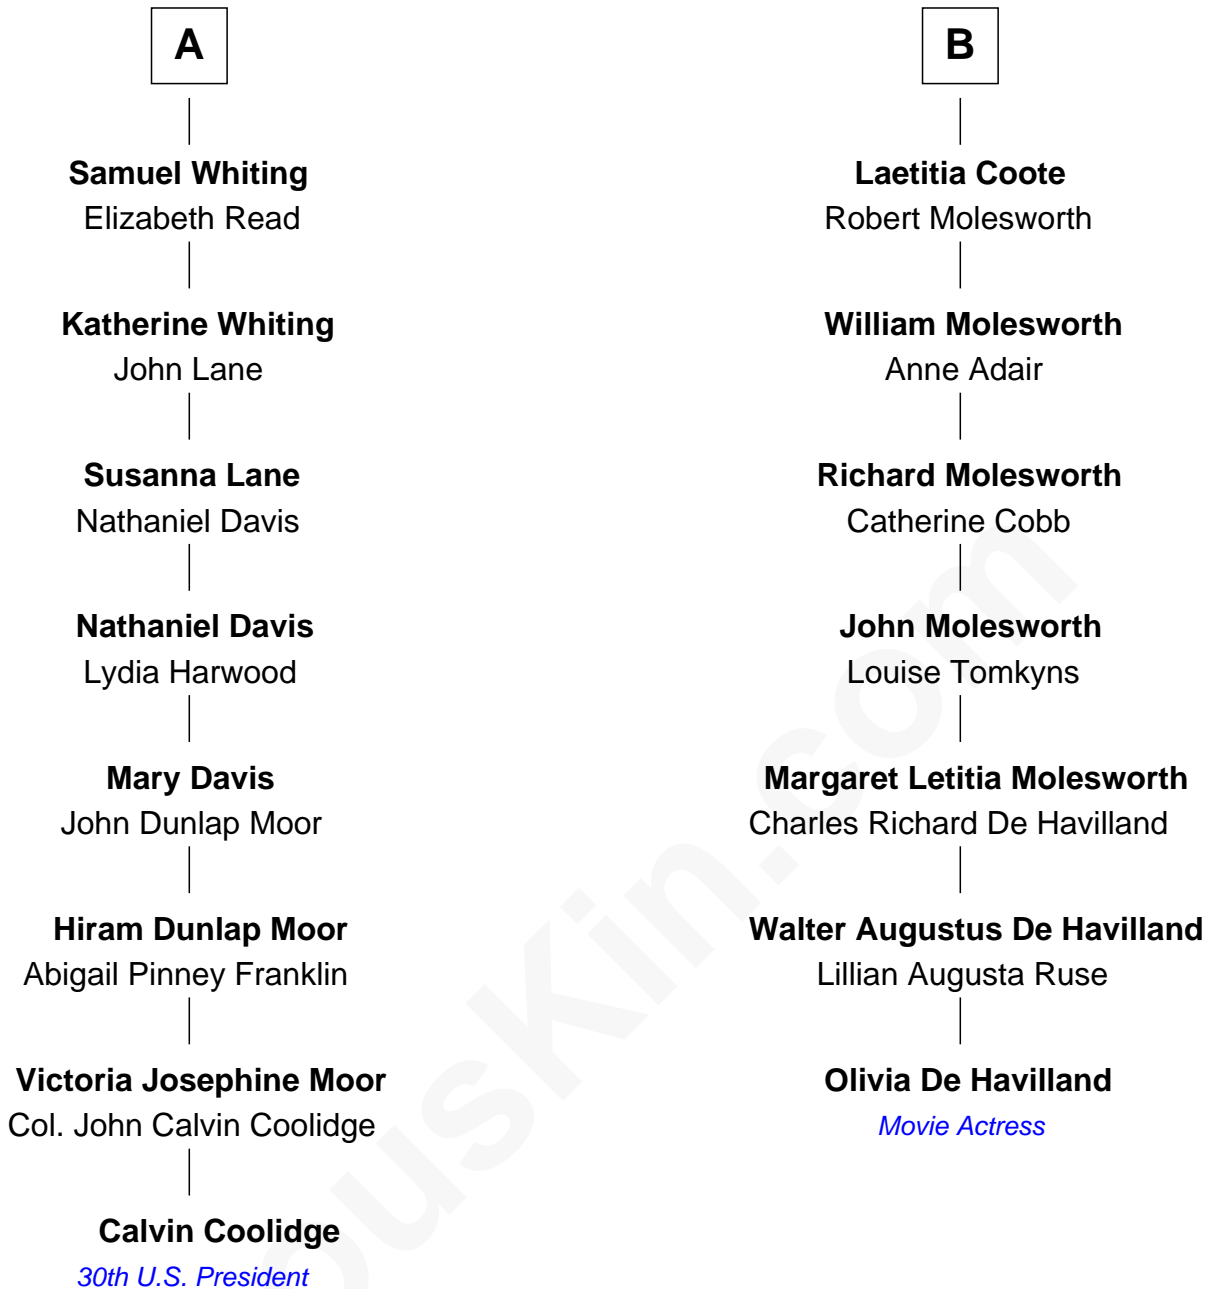 A
Samuel Whiting
Elizabeth Read
Katherine Whiting
John Lane
Susanna Lane
Nathaniel Davis
Nathaniel Davis
Lydia Harwood
Mary Davis
John Dunlap Moor
Hiram Dunlap Moor
Abigail Pinney Franklin
Victoria Josephine Moor
Col. John Calvin Coolidge
Calvin Coolidge
30th U.S. President
B
Laetitia Coote
Robert Molesworth
William Molesworth
Anne Adair
Richard Molesworth
Catherine Cobb
John Molesworth
Louise Tomkyns
Margaret Letitia Molesworth
Charles Richard De Havilland
Walter Augustus De Havilland
Lillian Augusta Ruse
Olivia De Havilland
Movie Actress
ousKin.com